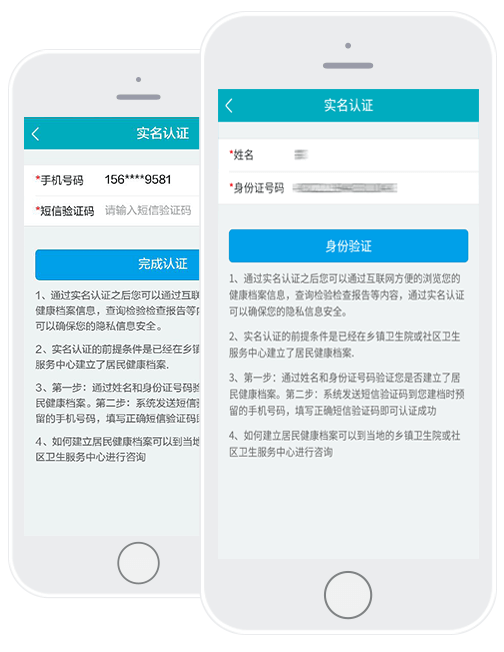 实名认证
*手机号码 156****9581
*短信验证码 请输入短信验证码
完成认证
1、通过实名认证之后您可以通过互联
健康档案信息，查询检验检查报告等内
可以确保您的隐私信息安全。
2、实名认证的前提条件是已经在乡镇
服务中心建立了居民健康档案.
3、第一步：通过姓名和身份证号码验
民健康档案。第二步：系统发送短信验
留的手机号码，填写正确短信验证码即
4、如何建立居民健康档案可以到当地
区卫生服务中心进行咨询
实名认证
*姓名
*身份证号码
身份验证
1、通过实名认证之后您可以通过互联网方便的浏览您的
健康档案信息，查询检验检查报告等内容，通过实名认证
可以确保您的隐私信息安全。
2、实名认证的前提条件是已经在乡镇卫生院或社区卫生
服务中心建立了居民健康档案.
3、第一步：通过姓名和身份证号码验证您是否建立了居
民健康档案。第二步：系统发送短信验证码到您建档时预
留的手机号码，填写正确短信验证码即可认证成功
4、如何建立居民健康档案可以到当地的乡镇卫生院或社
区卫生服务中心进行咨询